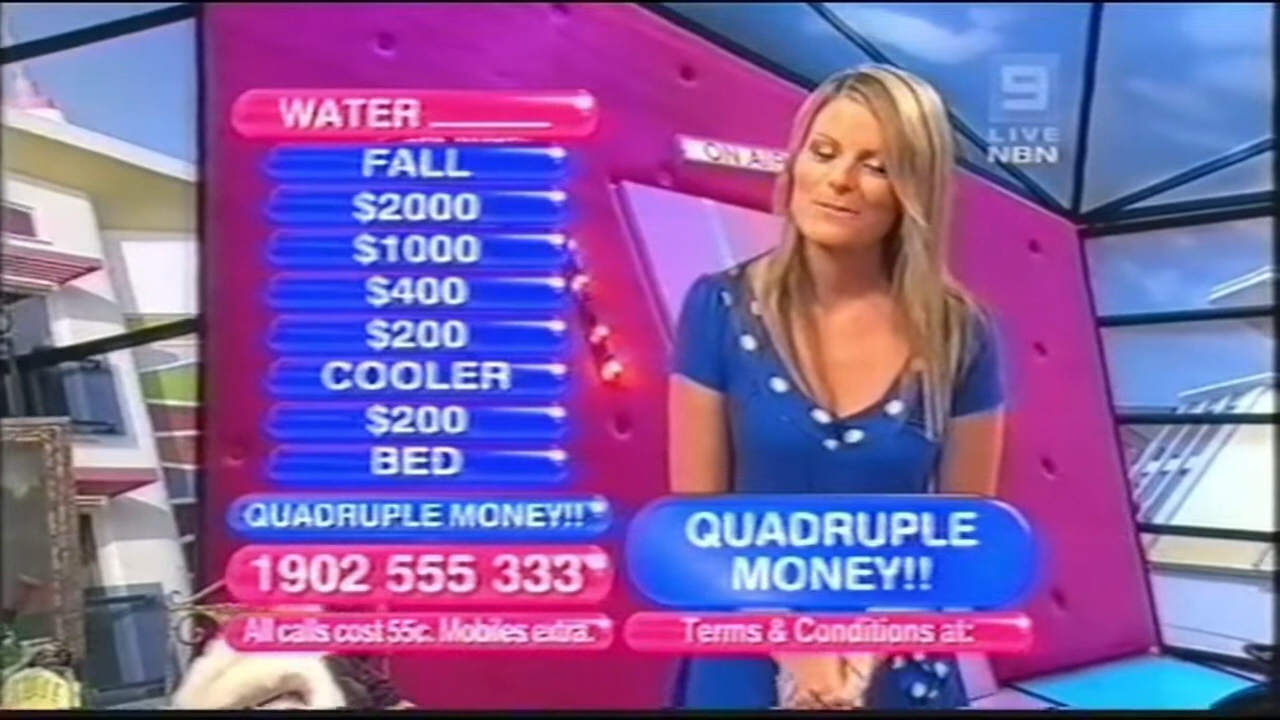 9
LIVE
NBN
WATER ______
ON AIR
FALL
$2000
$1000
$400
$200
COOLER
$200
BED
QUADRUPLE MONEY!!*
1902 555 333*
All calls cost 55c. Mobiles extra.
QUADRUPLE
MONEY!!
Terms & Conditions at: